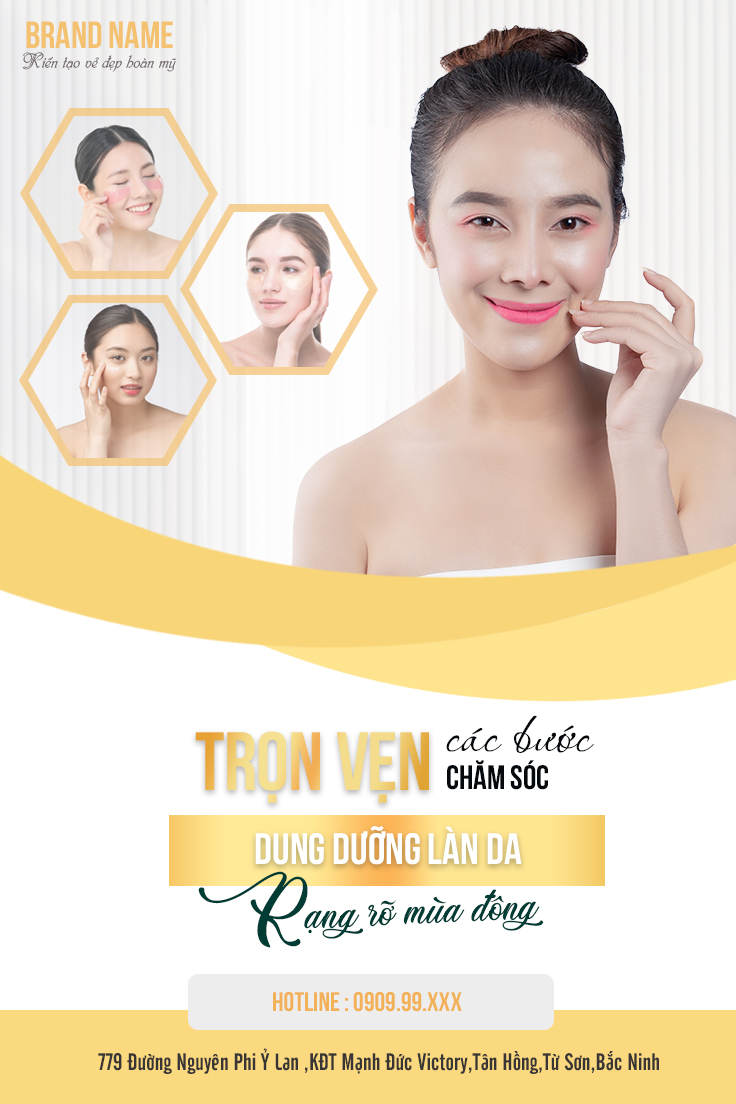 BRAND NAME
Kiến tạo vẻ đẹp hoàn mỹ
TRỌN VẸN
các bước
CHĂM SÓC
DUNG DƯỠNG LÀN DA
Rạng rỡ mùa đông
HOTLINE : 0909.99.XXX
779 Đường Nguyên Phi Ỷ Lan ,KĐT Mạnh Đức Victory,Tân Hồng,Từ Sơn,Bắc Ninh